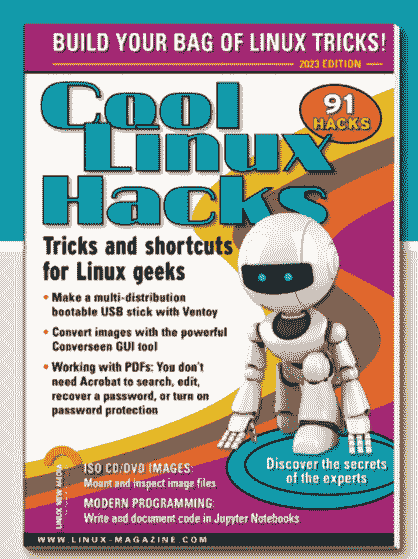 BUILD YOUR BAG OF LINUX TRICKS!
2023 EDITION
91
HACKS
Cool
Linux
Hacks
Tricks and shortcuts
for Linux geeks
• Make a multi-distribution
bootable USB stick with Ventoy
• Convert images with the powerful
Converseen GUI tool
• Working with PDFs: You don't
need Acrobat to search, edit,
recover a password, or turn on
password protection
LINUX NEW MEDIA
ISO CD/DVD IMAGES:
Mount and inspect image files
MODERN PROGRAMMING:
Write and document code in Jupyter Notebooks
Discover the secrets
of the experts
WWW.LINUX-MAGAZINE.COM